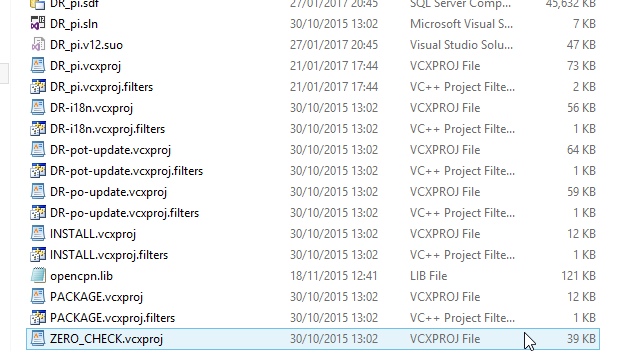 DR_pi.sdf 27/01/2017 20:45 SQL Server Comp... 45,632 KB
DR_pi.sln 30/10/2015 13:02 Microsoft Visual S... 7 KB
DR_pi.v12.suo 27/01/2017 20:45 Visual Studio Solu... 47 KB
DR_pi.vcxproj 21/01/2017 17:44 VCXPROJ File 73 KB
DR_pi.vcxproj.filters 21/01/2017 17:44 VC++ Project Filte... 2 KB
DR-i18n.vcxproj 30/10/2015 13:02 VCXPROJ File 56 KB
DR-i18n.vcxproj.filters 30/10/2015 13:02 VC++ Project Filte... 1 KB
DR-pot-update.vcxproj 30/10/2015 13:02 VCXPROJ File 64 KB
DR-pot-update.vcxproj.filters 30/10/2015 13:02 VC++ Project Filte... 1 KB
DR-po-update.vcxproj 30/10/2015 13:02 VCXPROJ File 59 KB
DR-po-update.vcxproj.filters 30/10/2015 13:02 VC++ Project Filte... 1 KB
INSTALL.vcxproj 30/10/2015 13:02 VCXPROJ File 12 KB
INSTALL.vcxproj.filters 30/10/2015 13:02 VC++ Project Filte... 1 KB
opencpn.lib 18/11/2015 12:41 LIB File 121 KB
PACKAGE.vcxproj 30/10/2015 13:02 VCXPROJ File 12 KB
PACKAGE.vcxproj.filters 30/10/2015 13:02 VC++ Project Filte... 1 KB
ZERO_CHECK.vcxproj 30/10/2015 13:02 VCXPROJ File 39 KB